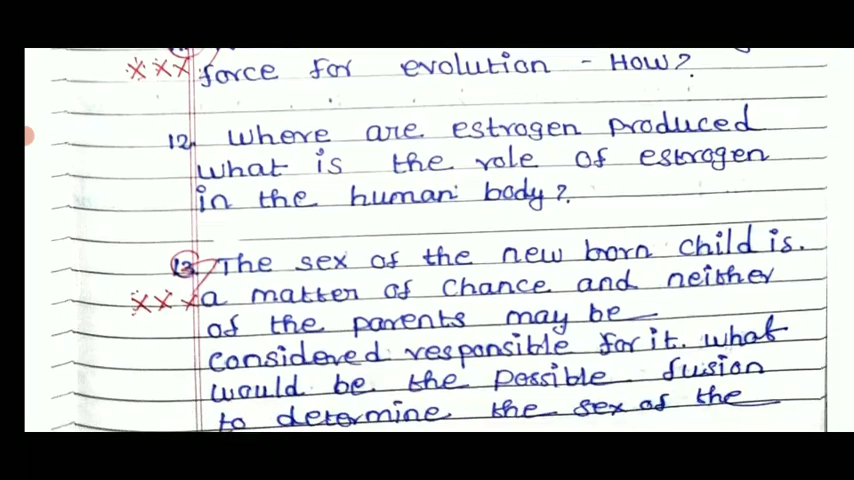 *** force for evolution - How?
12. Where are estrogen produced
what is the role of estrogen
in the human body?
13. The sex of the new born child is.
*** a matter of chance and neither
of the parents may be
considered responsible for it. what
would be the possible fusion
to determine the sex of the